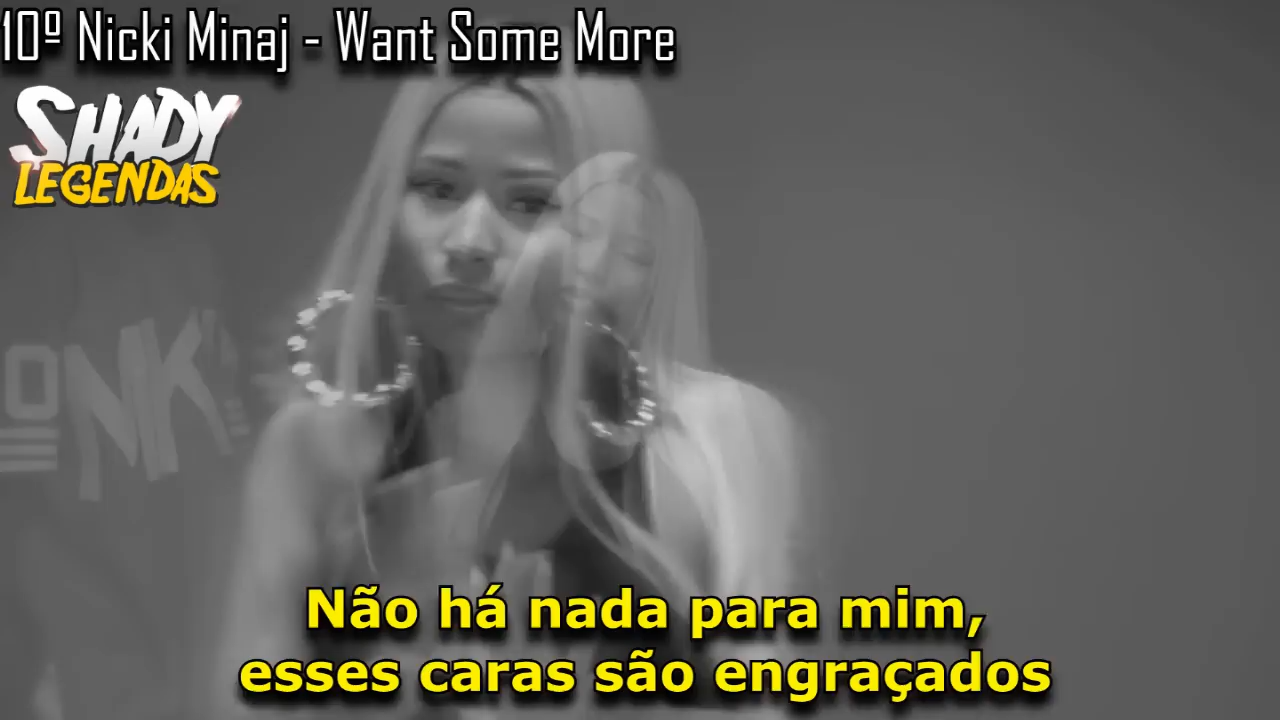 10º Nicki Minaj - Want Some More
SHADY
LEGENDAS
Não há nada para mim,
esses caras são engraçados